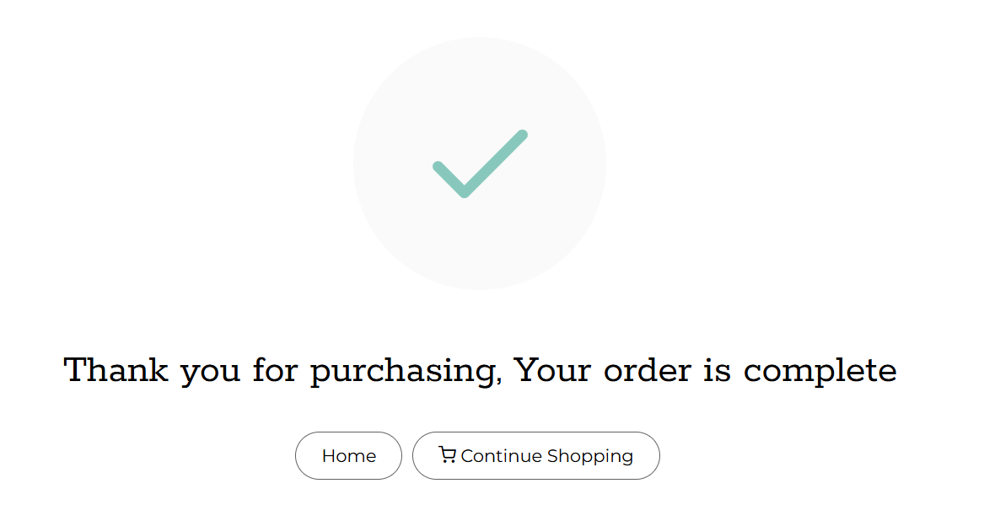 Thank you for purchasing, Your order is complete
Home
Continue Shopping